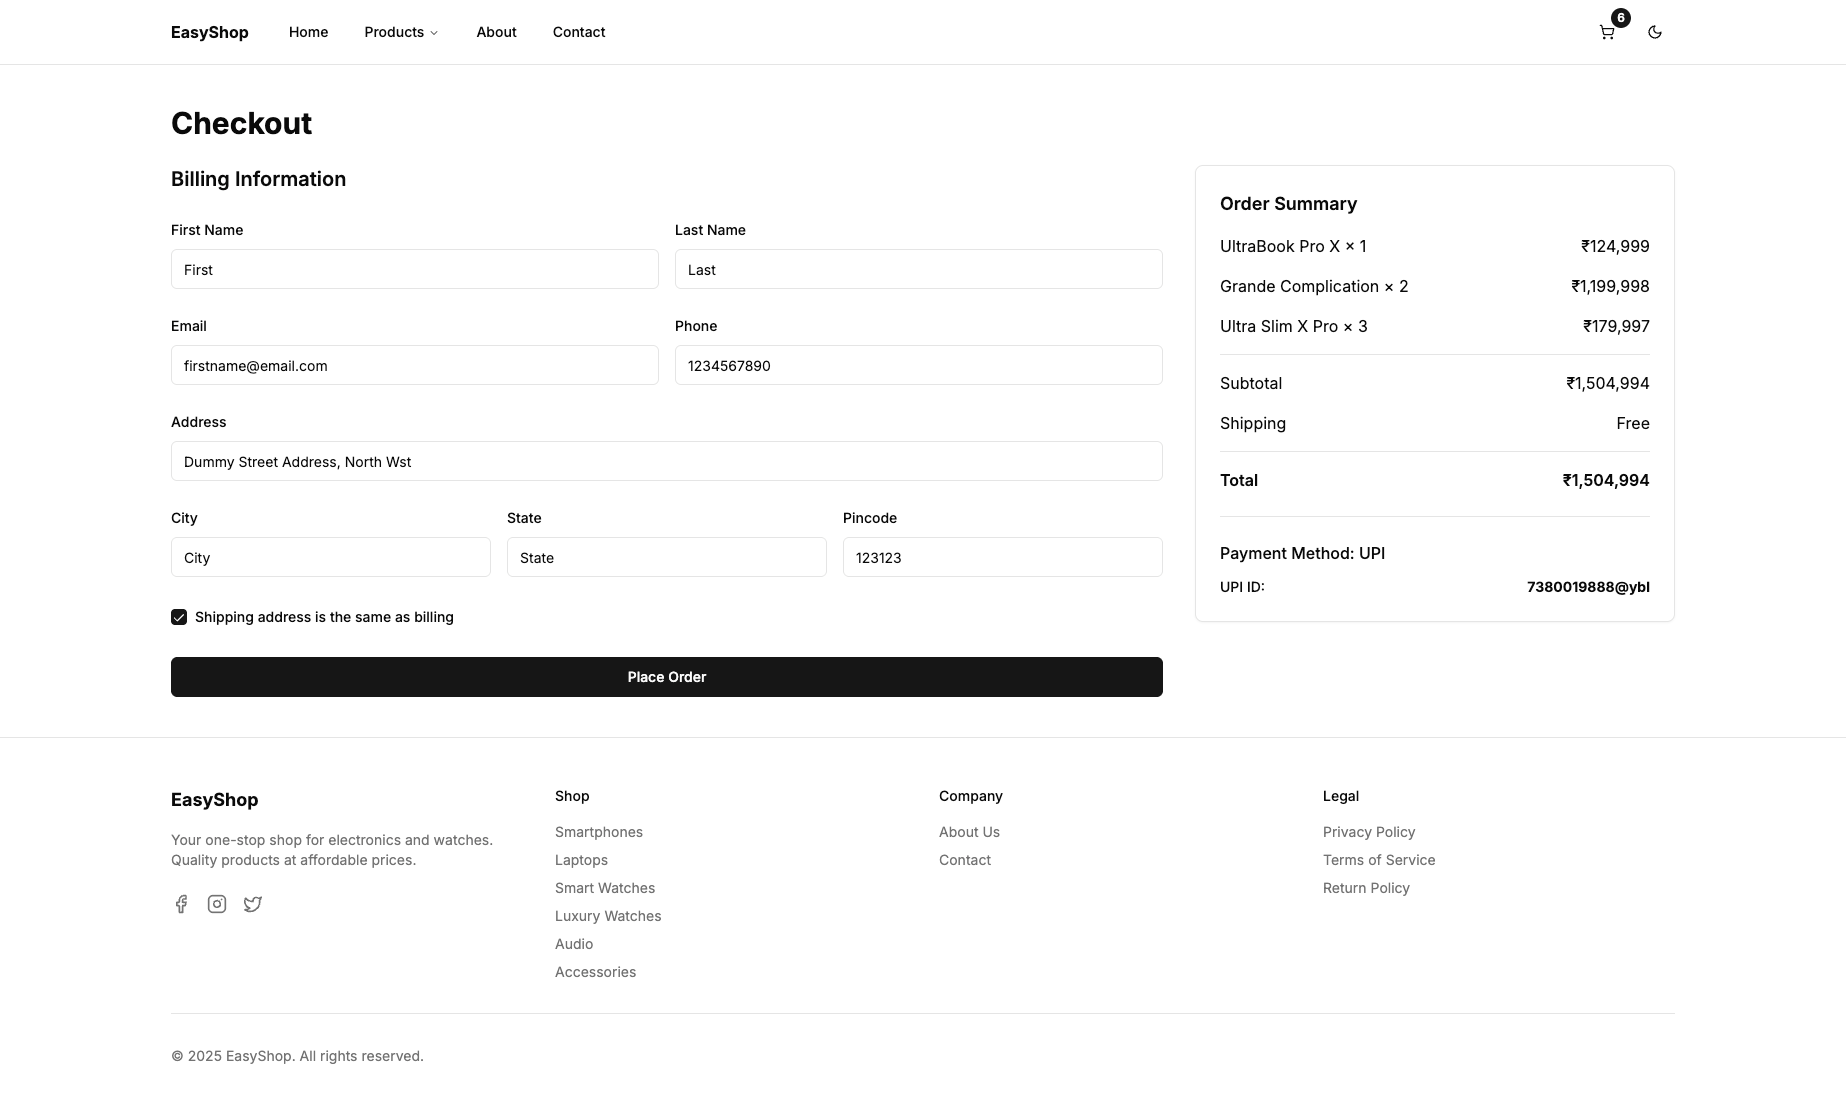 EasyShop Home Products About Contact 6
Checkout
Billing Information
First Name Last Name
First Last
Email Phone
firstname@email.com 1234567890
Address
Dummy Street Address, North Wst
City State Pincode
City State 123123
Shipping address is the same as billing
Place Order
Order Summary
UltraBook Pro X × 1 ₹124,999
Grande Complication × 2 ₹1,199,998
Ultra Slim X Pro × 3 ₹179,997
Subtotal ₹1,504,994
Shipping Free
Total ₹1,504,994
Payment Method: UPI
UPI ID: 7380019888@ybl
EasyShop
Your one-stop shop for electronics and watches.
Quality products at affordable prices.
Shop
Smartphones
Laptops
Smart Watches
Luxury Watches
Audio
Accessories
Company
About Us
Contact
Legal
Privacy Policy
Terms of Service
Return Policy
© 2025 EasyShop. All rights reserved.